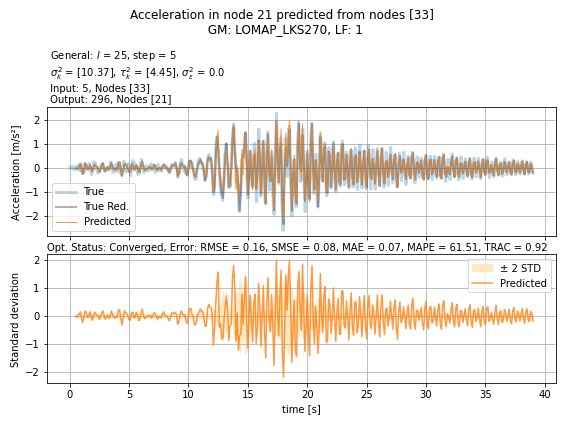 Acceleration in node 21 predicted from nodes [33]
GM: LOMAP_LKS270, LF: 1
General: l = 25, step = 5
σ²ₖ = [10.37], τ²ₖ = [4.45], σ²_ε = 0.0
Input: 5, Nodes [33]
Output: 296, Nodes [21]
Acceleration [m/s²]
2
1
0
−1
−2
True
True Red.
Predicted
Opt. Status: Converged, Error: RMSE = 0.16, SMSE = 0.08, MAE = 0.07, MAPE = 61.51, TRAC = 0.92
Standard deviation
2
1
0
−1
−2
± 2 STD
Predicted
0 5 10 15 20 25 30 35 40
time [s]